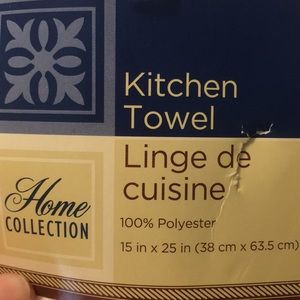 Kitchen
Towel
Linge de
cuisine
Home
COLLECTION
100% Polyester
15 in x 25 in (38 cm x 63.5 cm)